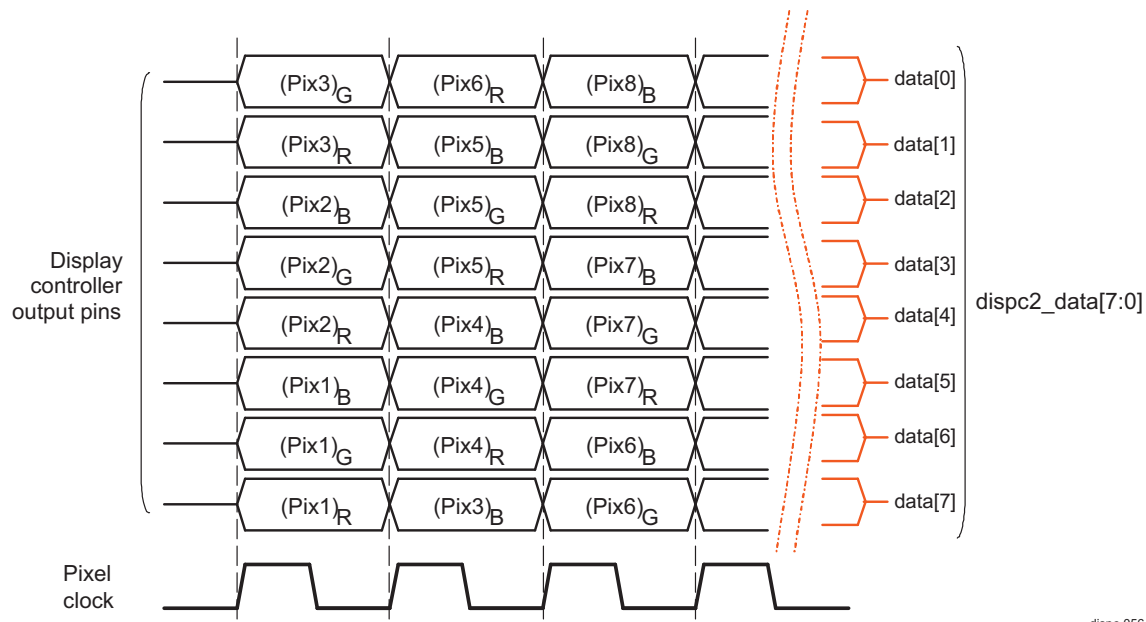 (Pix3)G (Pix6)R (Pix8)B data[0]
(Pix3)R (Pix5)B (Pix8)G data[1]
(Pix2)B (Pix5)G (Pix8)R data[2]
Display
controller
output pins
(Pix2)G (Pix5)R (Pix7)B data[3]
(Pix2)R (Pix4)B (Pix7)G data[4]
dispc2_data[7:0]
(Pix1)B (Pix4)G (Pix7)R data[5]
(Pix1)G (Pix4)R (Pix6)B data[6]
(Pix1)R (Pix3)B (Pix6)G data[7]
Pixel
clock